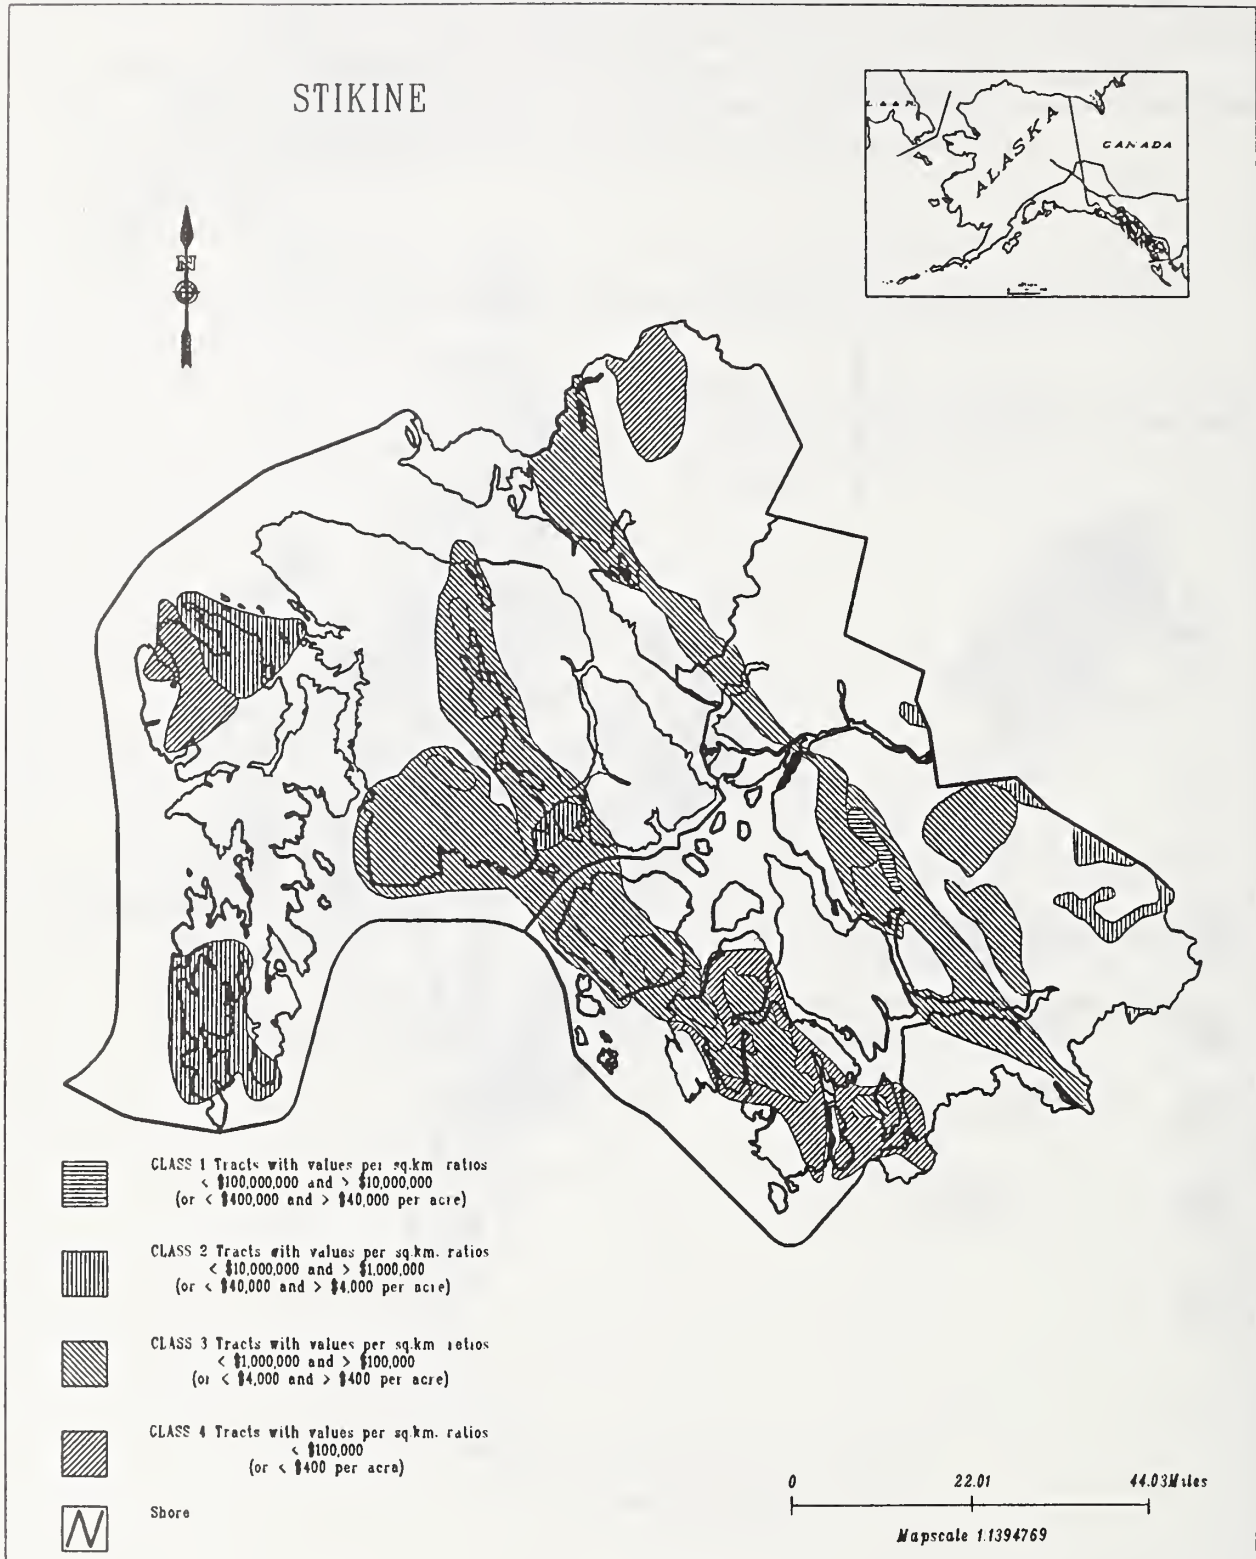 STIKINE
ALASKA
CANADA
N
CLASS 1 Tracts with values per sq.km ratios
< $100,000,000 and > $10,000,000
(or < $400,000 and > $40,000 per acre)
CLASS 2 Tracts with values per sq.km. ratios
< $10,000,000 and > $1,000,000
(or < $40,000 and > $4,000 per acre)
CLASS 3 Tracts with values per sq.km ratios
< $1,000,000 and > $100,000
(or < $4,000 and > $400 per acre)
CLASS 4 Tracts with values per sq.km. ratios
< $100,000
(or < $400 per acre)
Shore
0 22.01 44.03Miles
Mapscale 1:1394769